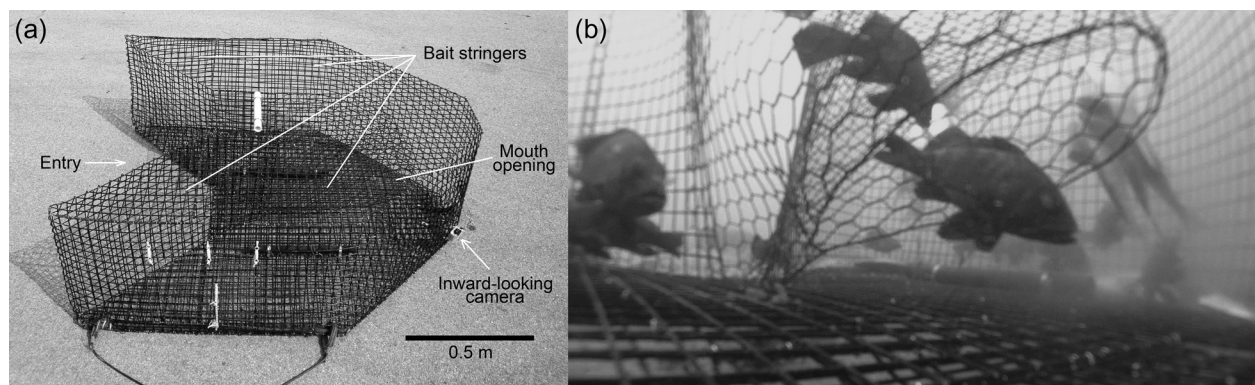 (a)
Bait stringers
Entry
Mouth
opening
Inward-looking
camera
0.5 m
(b)